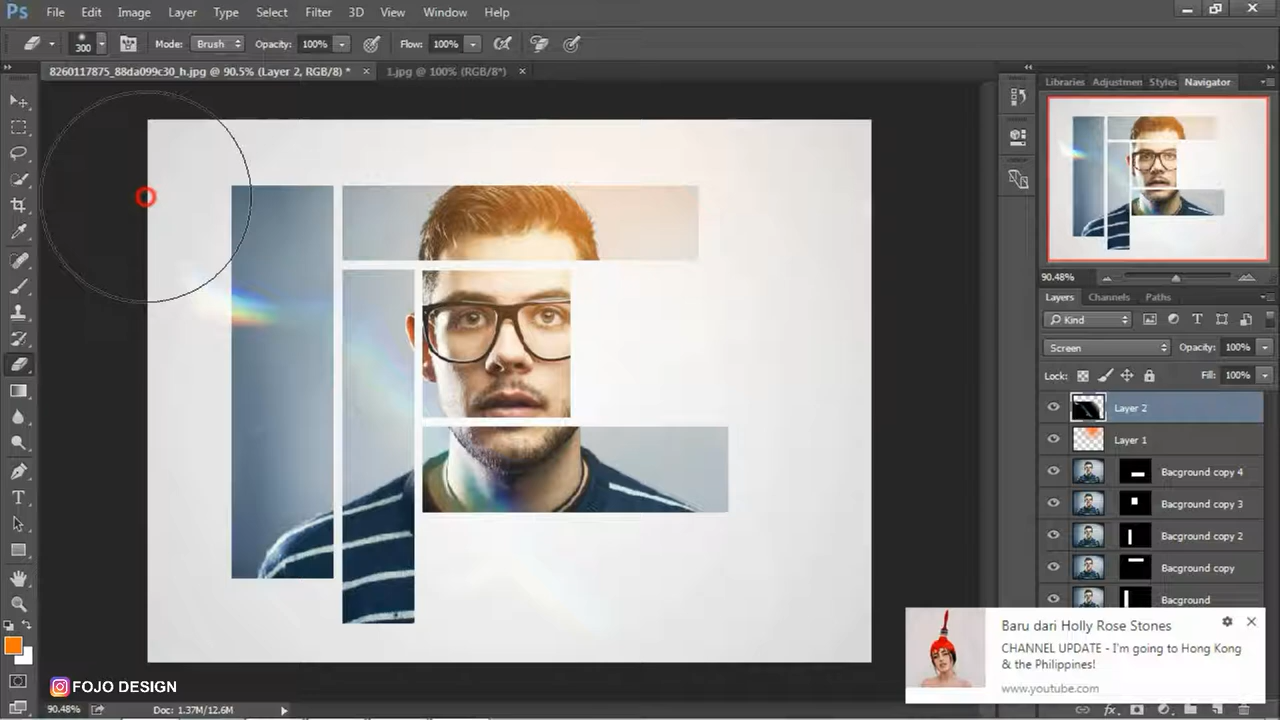 Ps File Edit Image Layer Type Select Filter 3D View Window Help
300 Mode: Brush Opacity: 100% Flow: 100%
8260117875_88da099c30_h.jpg @ 90.5% (Layer 2, RGB/8) * 1.jpg @ 100% (RGB/8*)
Libraries Adjustmen Styles Navigator
90.48%
Layers Channels Paths
Kind
Screen Opacity: 100%
Lock: Fill: 100%
Layer 2
Layer 1
Bacground copy 4
Bacground copy 3
Bacground copy 2
Bacground copy
Bacground
Baru dari Holly Rose Stones
CHANNEL UPDATE - I'm going to Hong Kong
& the Philippines!
www.youtube.com
FOJO DESIGN
90.48% Doc: 1.37M/12.6M
fx